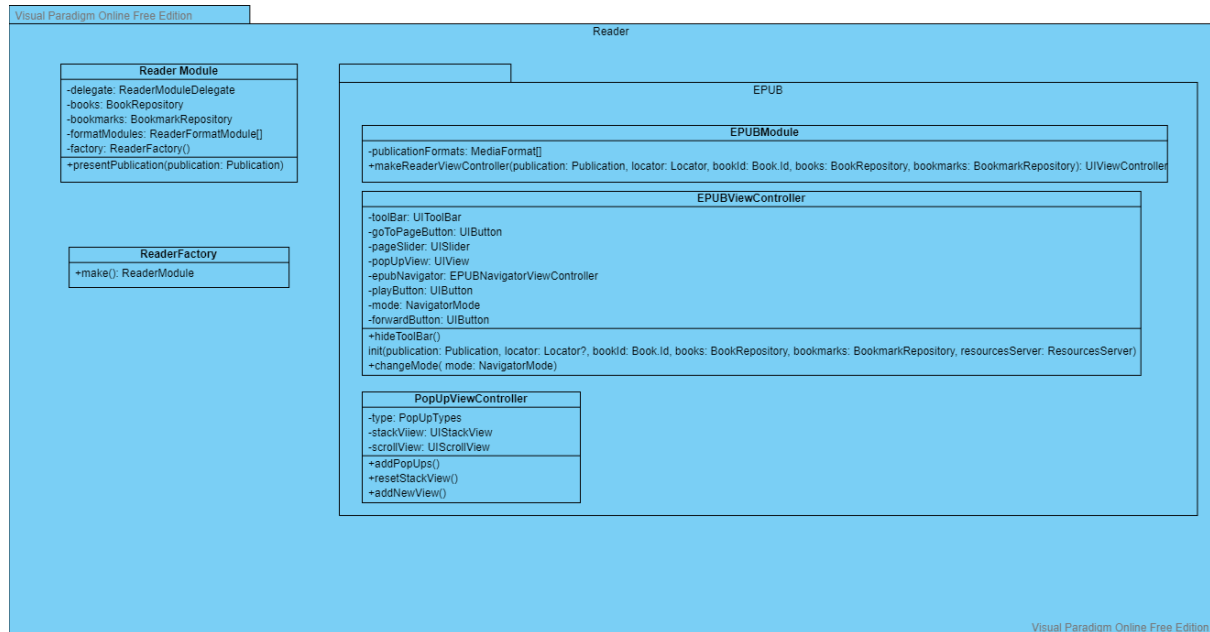 Visual Paradigm Online Free Edition
Reader
Reader Module
-delegate: ReaderModuleDelegate
-books: BookRepository
-bookmarks: BookmarkRepository
-formatModules: ReaderFormatModule[]
-factory: ReaderFactory()
+presentPublication(publication: Publication)
ReaderFactory
+make(): ReaderModule
EPUB
EPUBModule
-publicationFormats: MediaFormat[]
+makeReaderViewController(publication: Publication, locator: Locator, bookId: Book.Id, books: BookRepository, bookmarks: BookmarkRepository): UIViewController
EPUBViewController
-toolBar: UIToolBar
-goToPageButton: UIButton
-pageSlider: UISlider
-popUpView: UIView
-epubNavigator: EPUBNavigatorViewController
-playButton: UIButton
-mode: NavigatorMode
-forwardButton: UIButton
+hideToolBar()
init(publication: Publication, locator: Locator?, bookId: Book.Id, books: BookRepository, bookmarks: BookmarkRepository, resourcesServer: ResourcesServer)
+changeMode( mode: NavigatorMode)
PopUpViewController
-type: PopUpTypes
-stackViiew: UIStackView
-scrollView: UIScrollView
+addPopUps()
+resetStackView()
+addNewView()
Visual Paradigm Online Free Edition